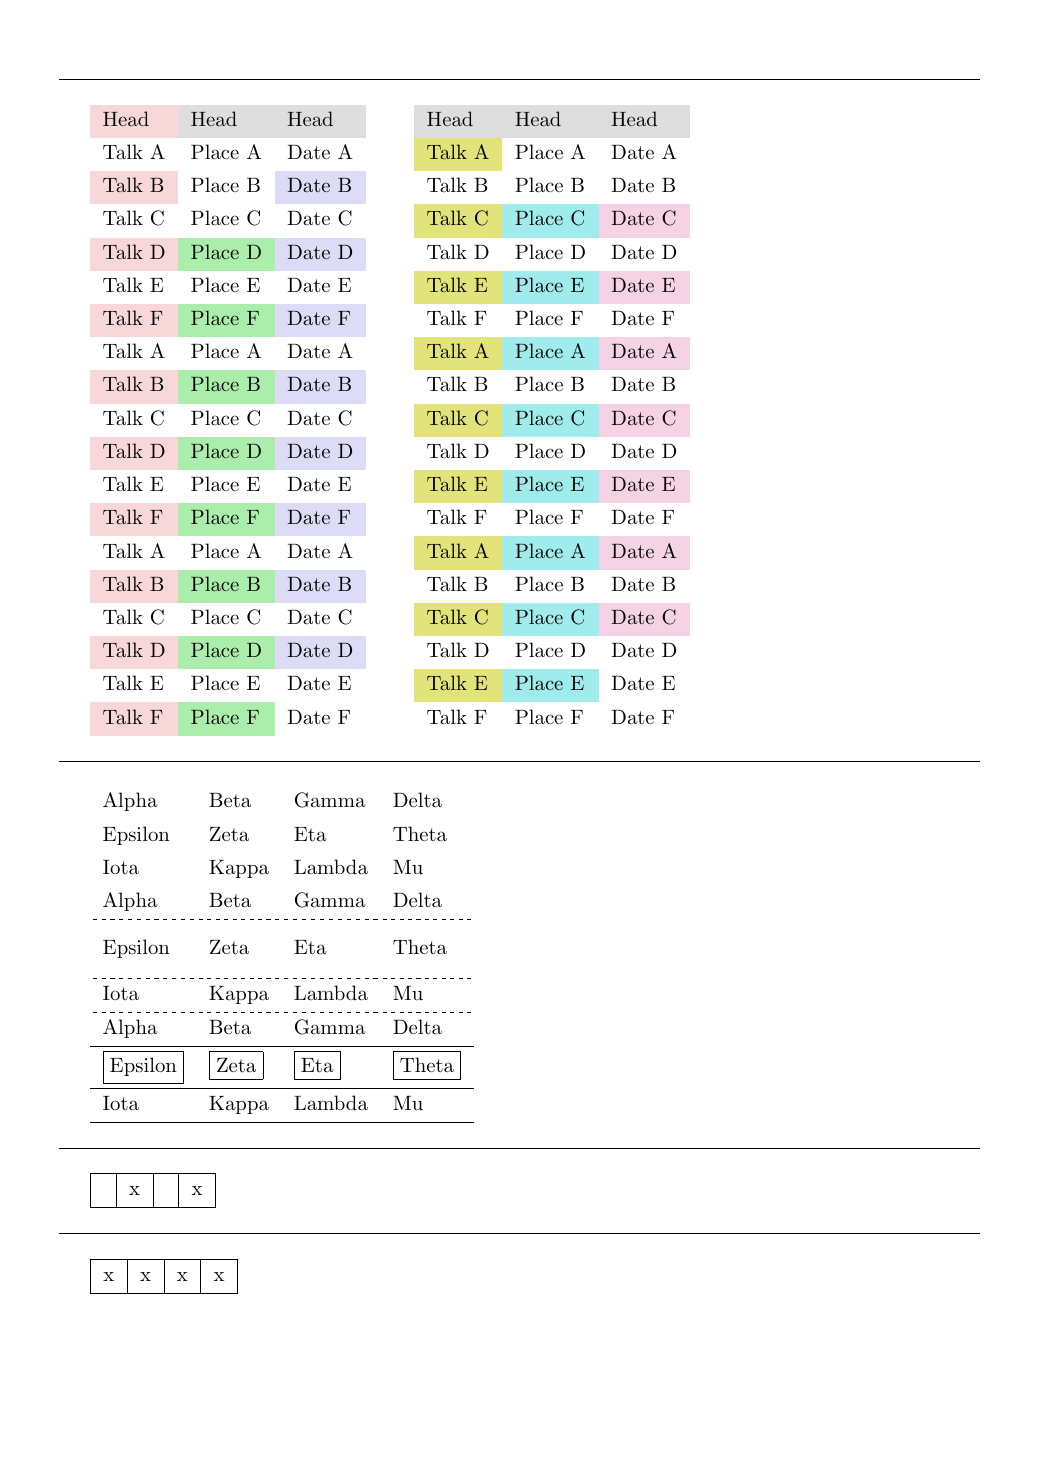 Head Head Head Head Head Head
Talk A Place A Date A Talk A Place A Date A
Talk B Place B Date B Talk B Place B Date B
Talk C Place C Date C Talk C Place C Date C
Talk D Place D Date D Talk D Place D Date D
Talk E Place E Date E Talk E Place E Date E
Talk F Place F Date F Talk F Place F Date F
Talk A Place A Date A Talk A Place A Date A
Talk B Place B Date B Talk B Place B Date B
Talk C Place C Date C Talk C Place C Date C
Talk D Place D Date D Talk D Place D Date D
Talk E Place E Date E Talk E Place E Date E
Talk F Place F Date F Talk F Place F Date F
Talk A Place A Date A Talk A Place A Date A
Talk B Place B Date B Talk B Place B Date B
Talk C Place C Date C Talk C Place C Date C
Talk D Place D Date D Talk D Place D Date D
Talk E Place E Date E Talk E Place E Date E
Talk F Place F Date F Talk F Place F Date F
Alpha Beta Gamma Delta
Epsilon Zeta Eta Theta
Iota Kappa Lambda Mu
Alpha Beta Gamma Delta
Epsilon Zeta Eta Theta
Iota Kappa Lambda Mu
Alpha Beta Gamma Delta
Epsilon Zeta Eta Theta
Iota Kappa Lambda Mu
x x
x x x x